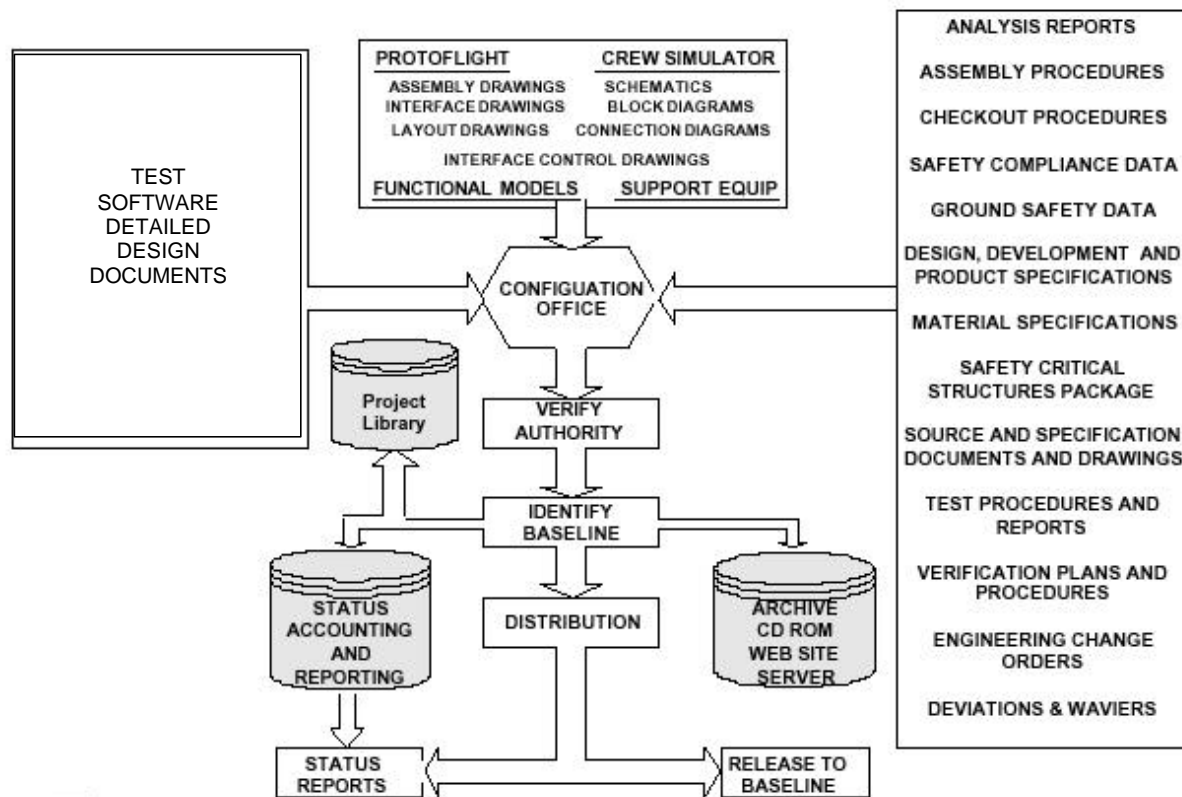 TEST
SOFTWARE
DETAILED
DESIGN
DOCUMENTS
PROTOFLIGHT CREW SIMULATOR
ASSEMBLY DRAWINGS SCHEMATICS
INTERFACE DRAWINGS BLOCK DIAGRAMS
LAYOUT DRAWINGS CONNECTION DIAGRAMS
INTERFACE CONTROL DRAWINGS
FUNCTIONAL MODELS SUPPORT EQUIP
CONFIGUATION
OFFICE
Project
Library
VERIFY
AUTHORITY
IDENTIFY
BASELINE
STATUS
ACCOUNTING
AND
REPORTING
DISTRIBUTION
ARCHIVE
CD ROM
WEB SITE
SERVER
STATUS
REPORTS
RELEASE TO
BASELINE
ANALYSIS REPORTS
ASSEMBLY PROCEDURES
CHECKOUT PROCEDURES
SAFETY COMPLIANCE DATA
GROUND SAFETY DATA
DESIGN, DEVELOPMENT AND
PRODUCT SPECIFICATIONS
MATERIAL SPECIFICATIONS
SAFETY CRITICAL
STRUCTURES PACKAGE
SOURCE AND SPECIFICATION
DOCUMENTS AND DRAWINGS
TEST PROCEDURES AND
REPORTS
VERIFICATION PLANS AND
PROCEDURES
ENGINEERING CHANGE
ORDERS
DEVIATIONS & WAVIERS